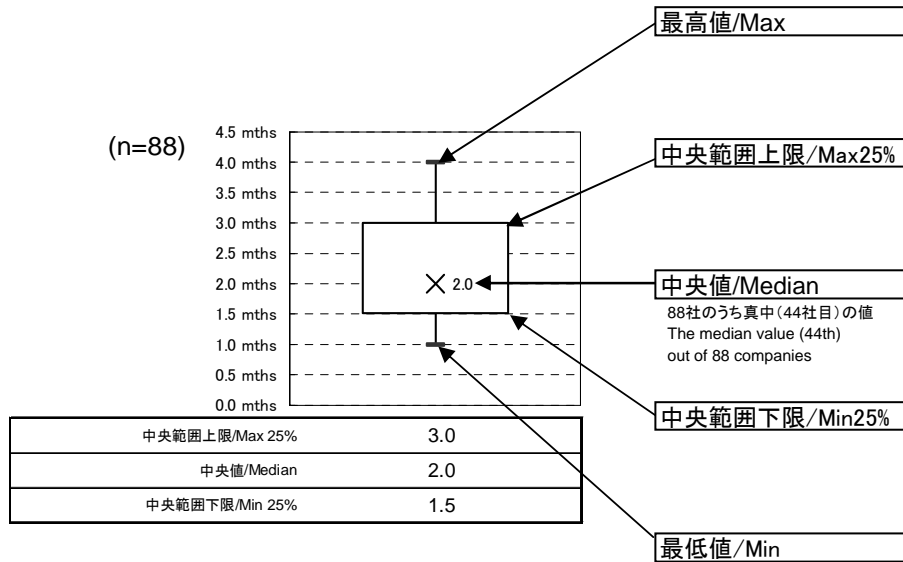 最高値/Max
(n=88)
4.5 mths
4.0 mths
3.5 mths
3.0 mths
2.5 mths
2.0 mths
1.5 mths
1.0 mths
0.5 mths
0.0 mths
2.0
中央範囲上限/Max25%
中央値/Median
88社のうち真中（44社目）の値
The median value (44th)
out of 88 companies
中央範囲下限/Min25%
中央範囲上限/Max 25% 3.0
中央値/Median 2.0
中央範囲下限/Min 25% 1.5
最低値/Min